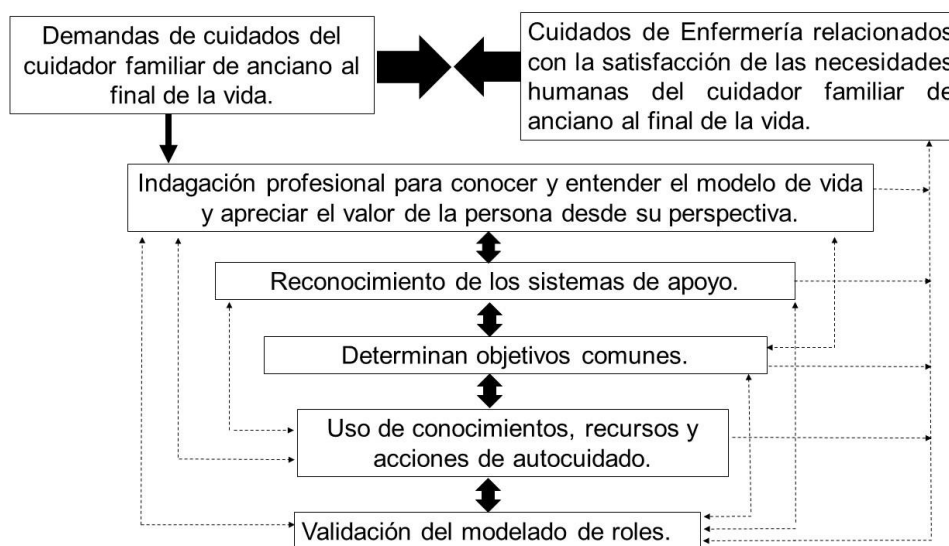 Demandas de cuidados del
cuidador familiar de anciano al
final de la vida.
Cuidados de Enfermería relacionados
con la satisfacción de las necesidades
humanas del cuidador familiar de
anciano al final de la vida.
Indagación profesional para conocer y entender el modelo de vida
y apreciar el valor de la persona desde su perspectiva.
Reconocimiento de los sistemas de apoyo.
Determinan objetivos comunes.
Uso de conocimientos, recursos y
acciones de autocuidado.
Validación del modelado de roles.